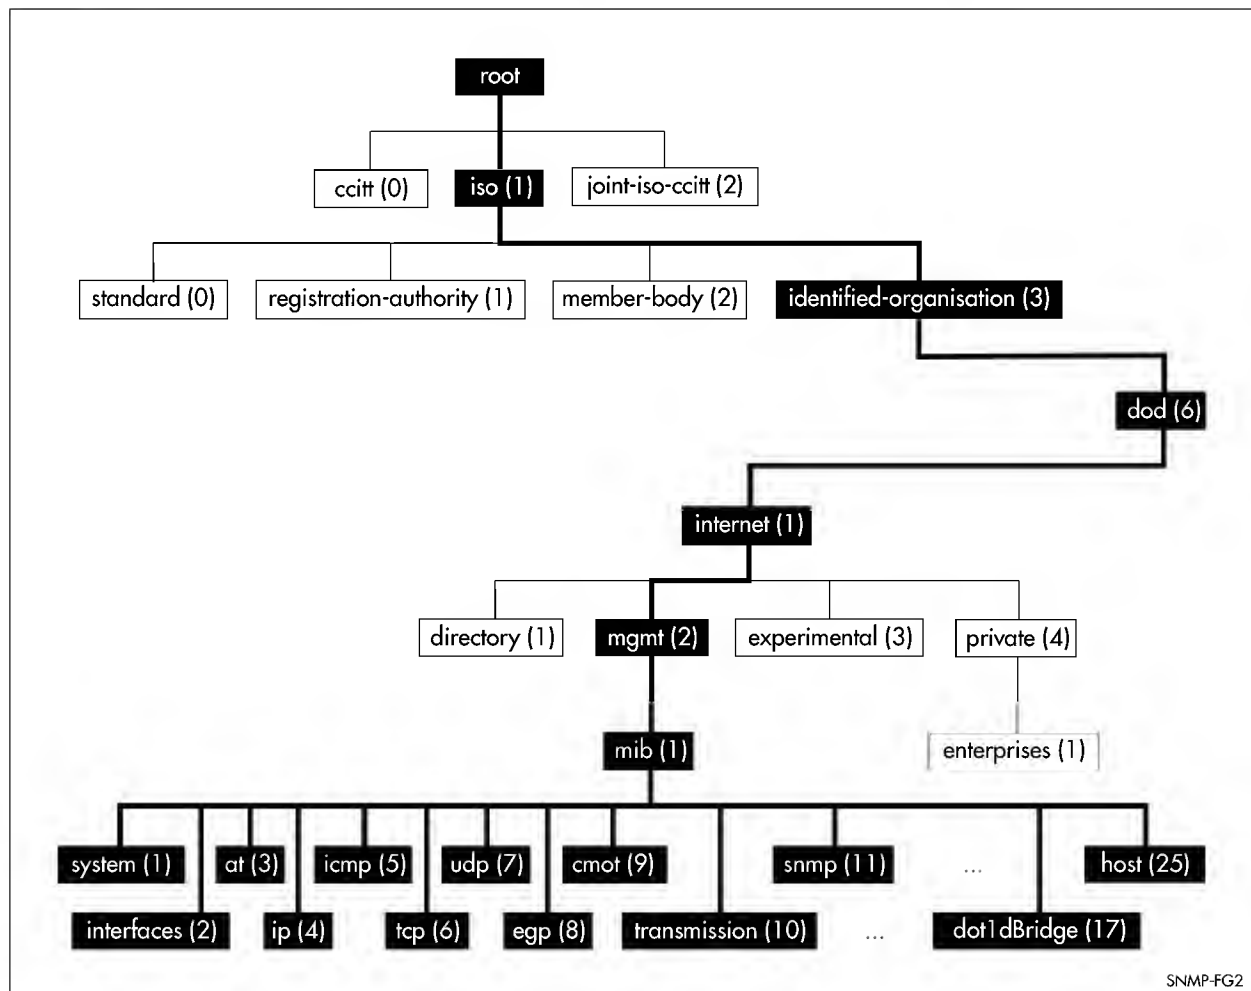 root
ccitt (0) iso (1) joint-iso-ccitt (2)
standard (0) registration-authority (1) member-body (2) identified-organisation (3)
dod (6)
internet (1)
directory (1) mgmt (2) experimental (3) private (4)
mib (1) enterprises (1)
system (1) at (3) icmp (5) udp (7) cmot (9) snmp (11) ... host (25)
interfaces (2) ip (4) tcp (6) egp (8) transmission (10) ... dot1dBridge (17)
SNMP-FG2